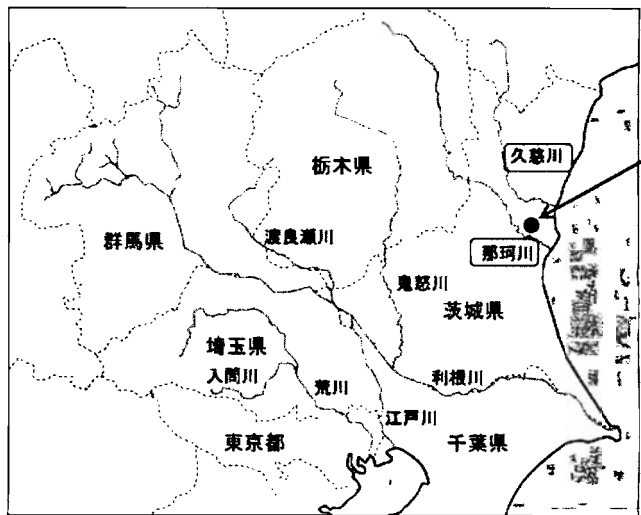 久慈川
栃木県
渡良瀬川
群馬県
那珂川
鬼怒川
茨城県
埼玉県
入間川
荒川
利根川
江戸川
東京都
千葉県